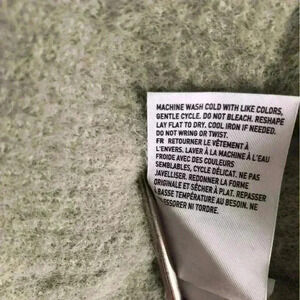 MACHINE WASH COLD WITH LIKE COLORS,
GENTLE CYCLE. DO NOT BLEACH. RESHAPE
LAY FLAT TO DRY. COOL IRON IF NEEDED.
DO NOT WRING OR TWIST.
FR RETOURNER LE VÊTEMENT À
L'ENVERS. LAVER À LA MACHINE À L'EAU
FROIDE AVEC DES COULEURS
SEMBLABLES, CYCLE DÉLICAT. NE PAS
JAVELLISER. REDONNER LA FORME
ORIGINALE ET SÉCHER À PLAT. REPASSER
À BASSE TEMPÉRATURE AU BESOIN. NE
ESSORER NI TORDRE.